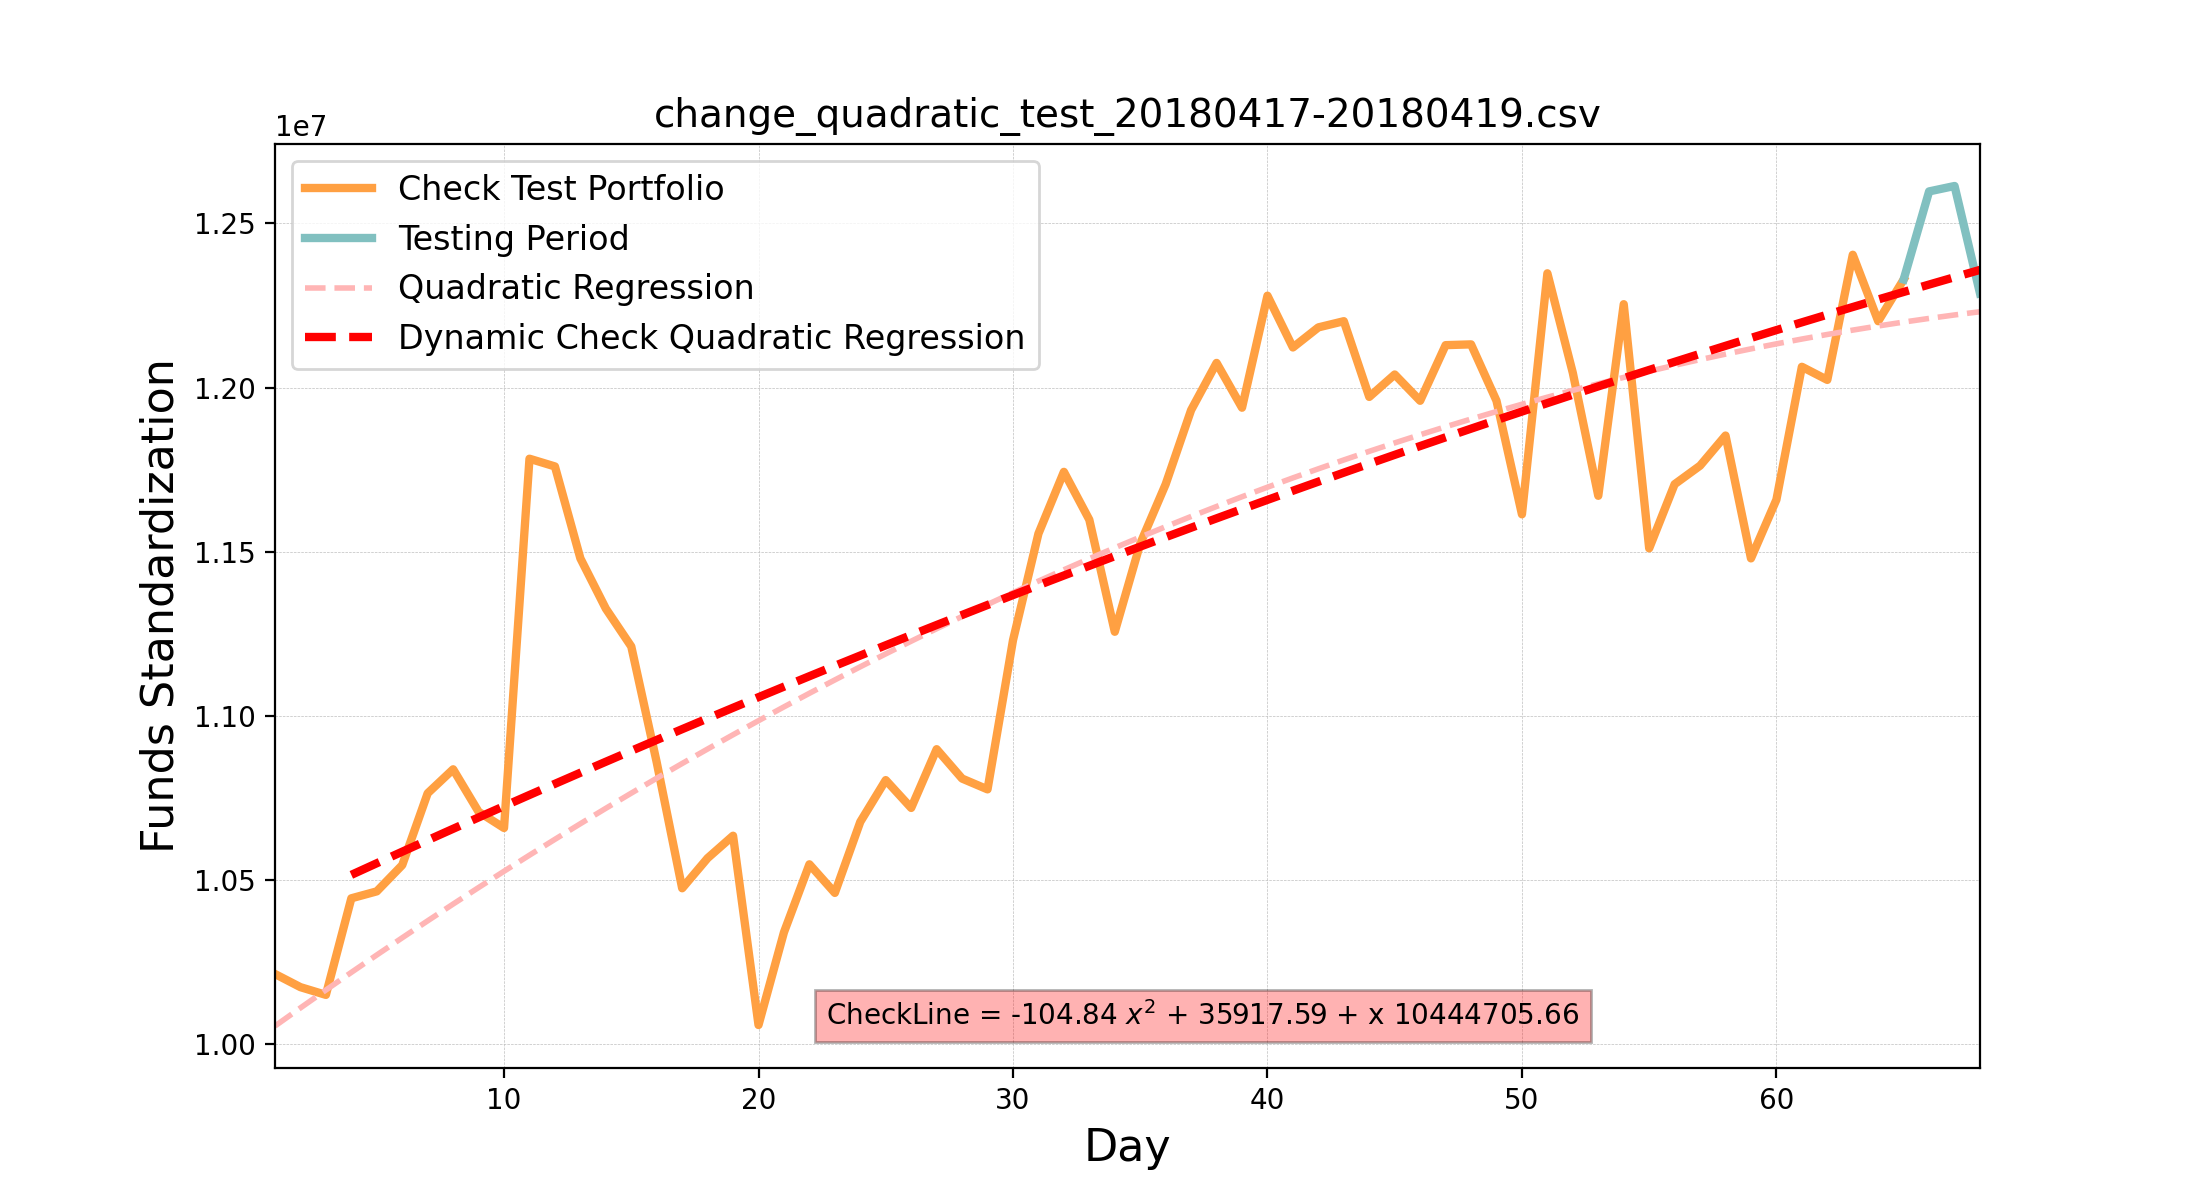 change_quadratic_test_20180417-20180419.csv
1e7
Check Test Portfolio
Testing Period
Quadratic Regression
Dynamic Check Quadratic Regression
1.25
1.20
1.15
1.10
1.05
1.00
Funds Standardization
CheckLine = -104.84 x² + 35917.59 + x 10444705.66
10 20 30 40 50 60
Day